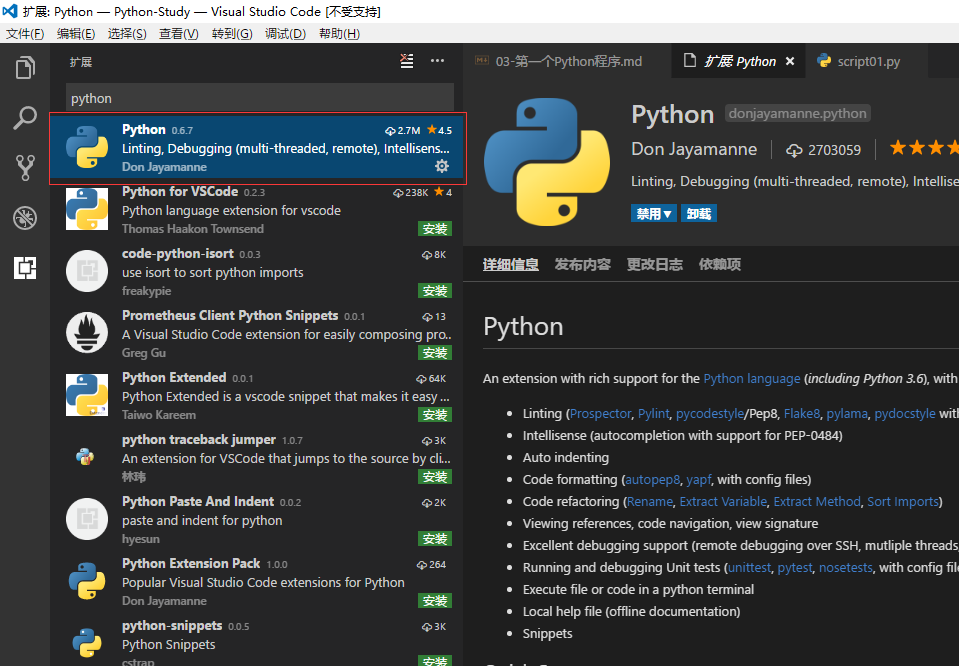 扩展: Python — Python-Study — Visual Studio Code [不受支持]
文件(F) 编辑(E) 选择(S) 查看(V) 转到(G) 调试(D) 帮助(H)
扩展
python
Python 0.6.7 2.7M ★4.5
Linting, Debugging (multi-threaded, remote), Intellisens...
Don Jayamanne
Python for VSCode 0.2.3 238K ★4
Python language extension for vscode
Thomas Haakon Townsend 安装
code-python-isort 0.0.3 8K
use isort to sort python imports
freakypie 安装
Prometheus Client Python Snippets 0.0.1 13
A Visual Studio Code extension for easily composing pro...
Greg Gu 安装
Python Extended 0.0.1 64K
Python Extended is a vscode snippet that makes it easy ...
Taiwo Kareem 安装
python traceback jumper 1.0.7 3K
An extension for VSCode that jumps to the source by cli...
林玮 安装
Python Paste And Indent 0.0.2 2K
paste and indent for python
hyesun 安装
Python Extension Pack 1.0.0 264
Popular Visual Studio Code extensions for Python
Don Jayamanne 安装
python-snippets 0.0.5 3K
Python Snippets
cstrap 安装
03-第一个Python程序.md 扩展 Python × script01.py
Python donjayamanne.python
Don Jayamanne 2703059 ★★★★
Linting, Debugging (multi-threaded, remote), Intellise
禁用▾ 卸载
详细信息 发布内容 更改日志 依赖项
Python
An extension with rich support for the Python language (including Python 3.6), with
• Linting (Prospector, Pylint, pycodestyle/Pep8, Flake8, pylama, pydocstyle with
• Intellisense (autocompletion with support for PEP-0484)
• Auto indenting
• Code formatting (autopep8, yapf, with config files)
• Code refactoring (Rename, Extract Variable, Extract Method, Sort Imports)
• Viewing references, code navigation, view signature
• Excellent debugging support (remote debugging over SSH, mutliple threads,
• Running and debugging Unit tests (unittest, pytest, nosetests, with config file
• Execute file or code in a python terminal
• Local help file (offline documentation)
• Snippets